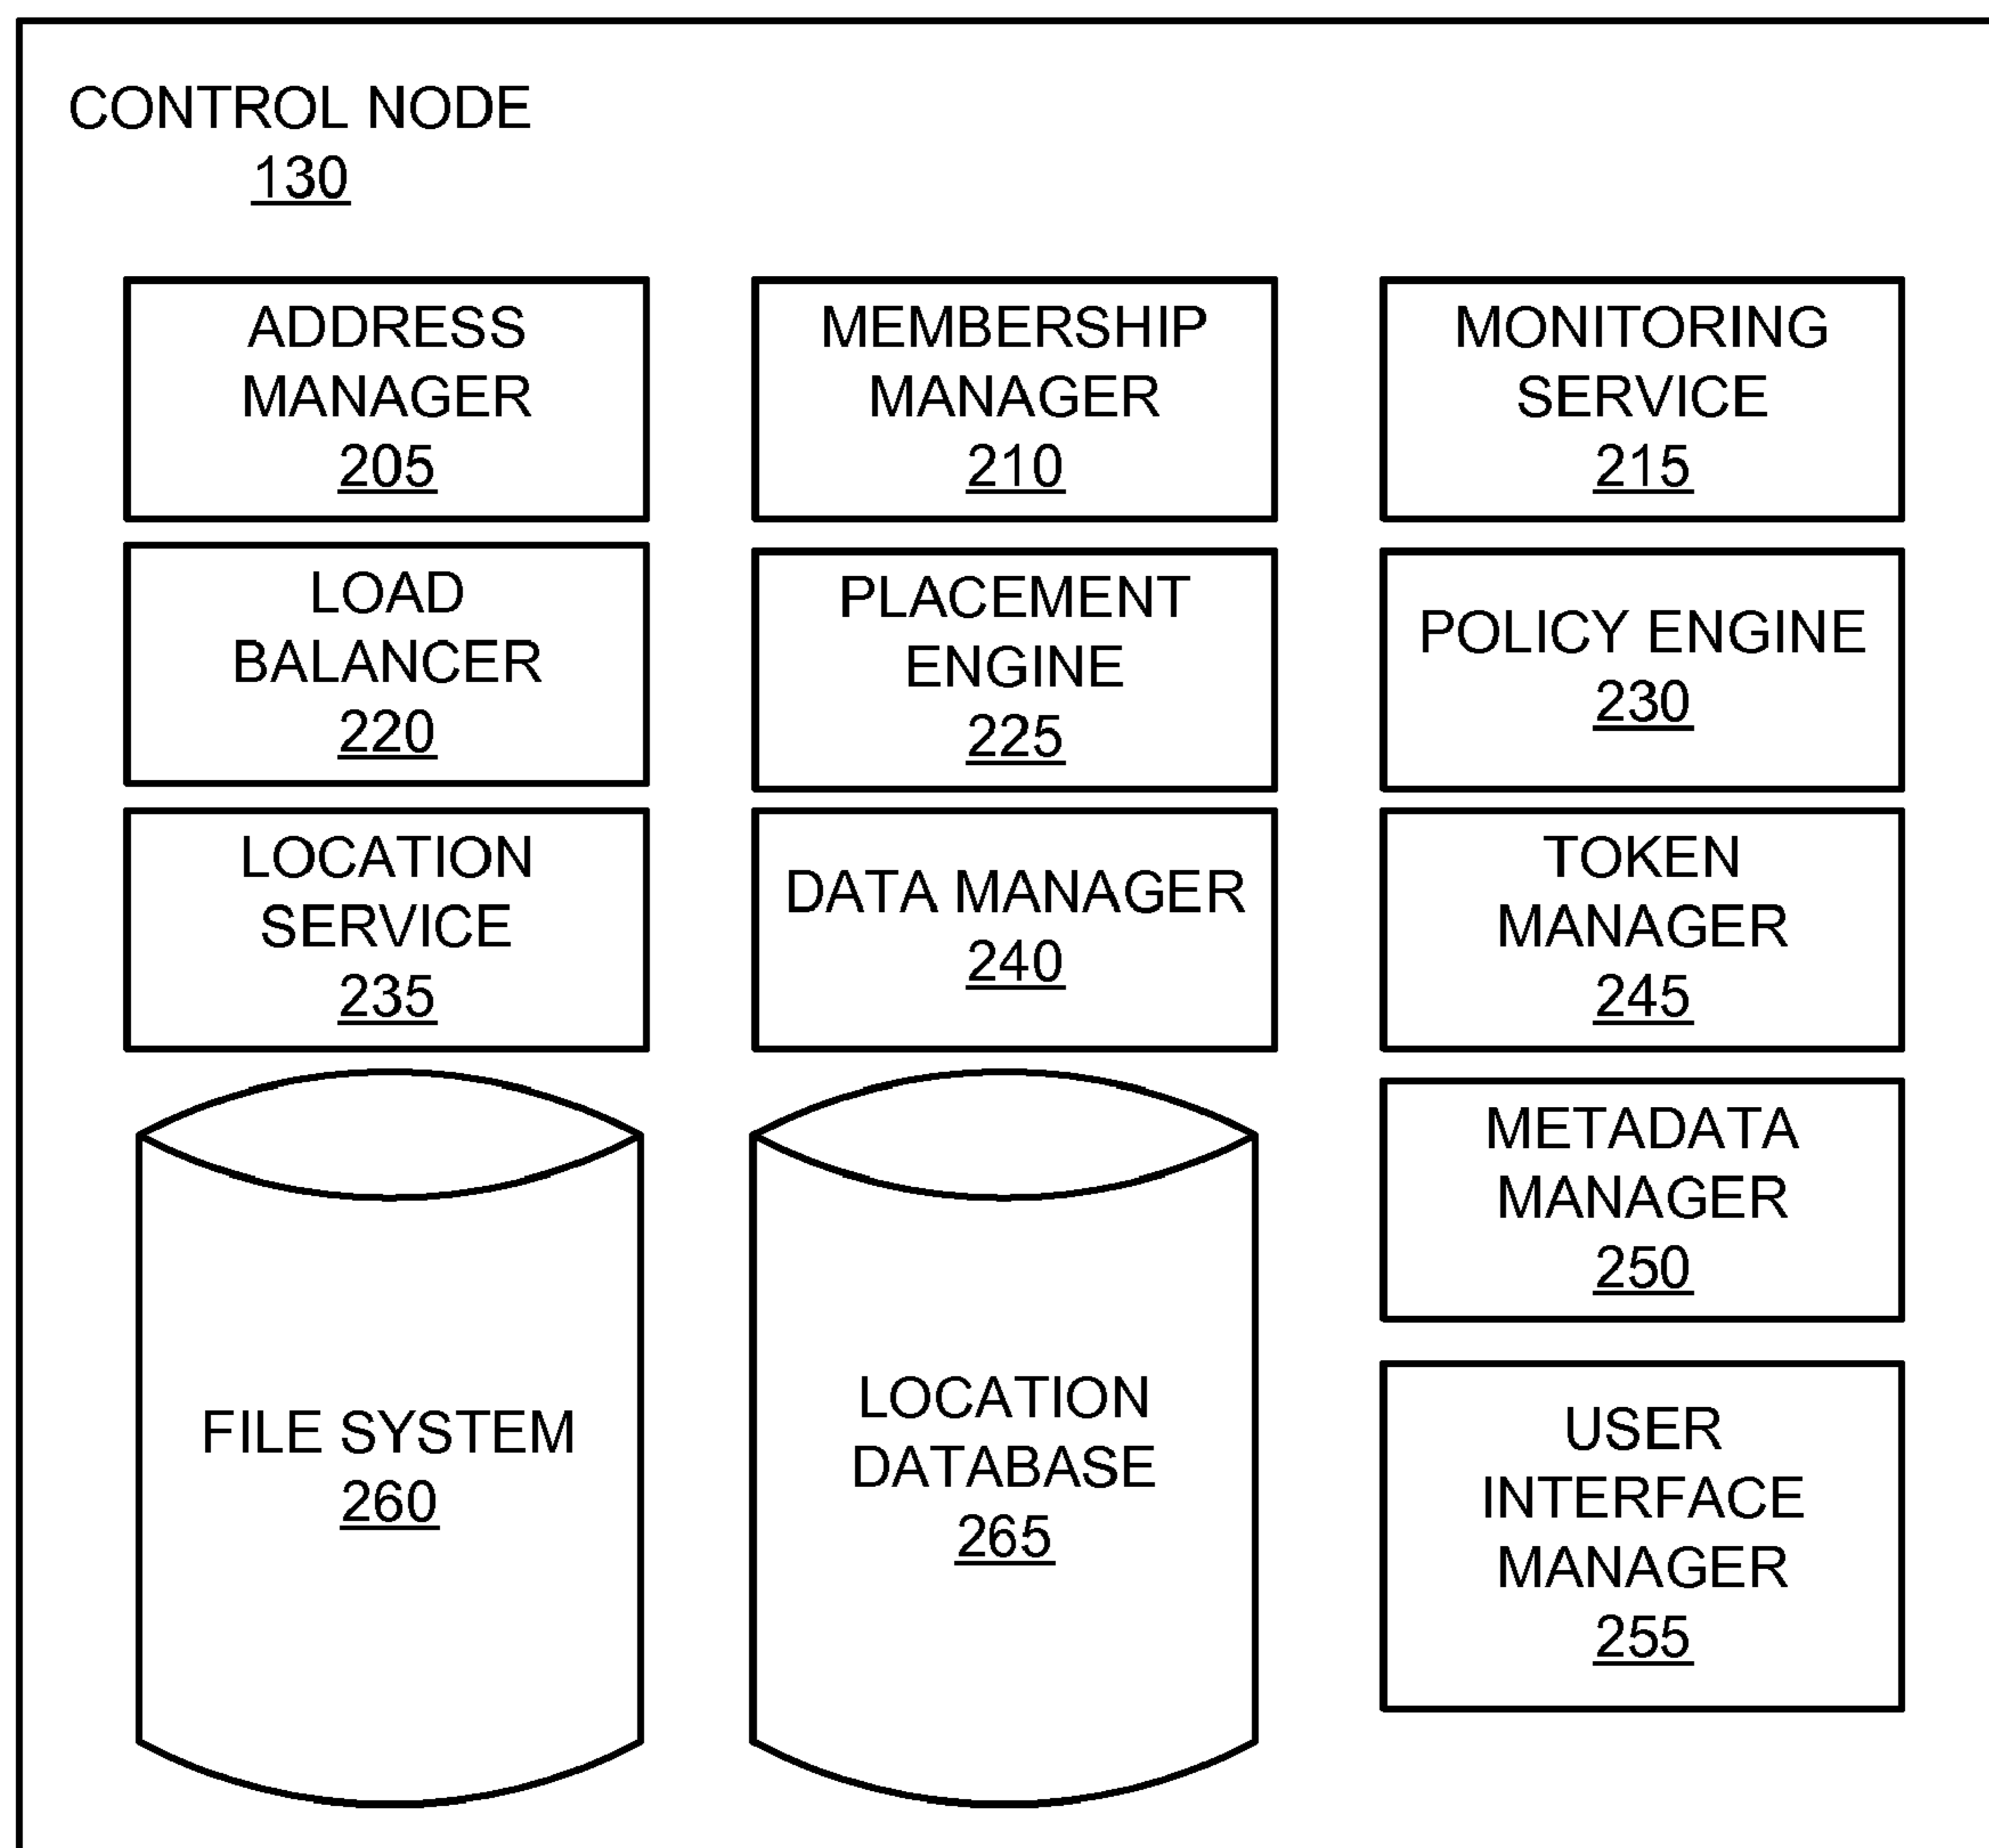 CONTROL NODE
130
ADDRESS
MANAGER
205
MEMBERSHIP
MANAGER
210
MONITORING
SERVICE
215
LOAD
BALANCER
220
PLACEMENT
ENGINE
225
POLICY ENGINE
230
LOCATION
SERVICE
235
DATA MANAGER
240
TOKEN
MANAGER
245
METADATA
MANAGER
250
FILE SYSTEM
260
LOCATION
DATABASE
265
USER
INTERFACE
MANAGER
255